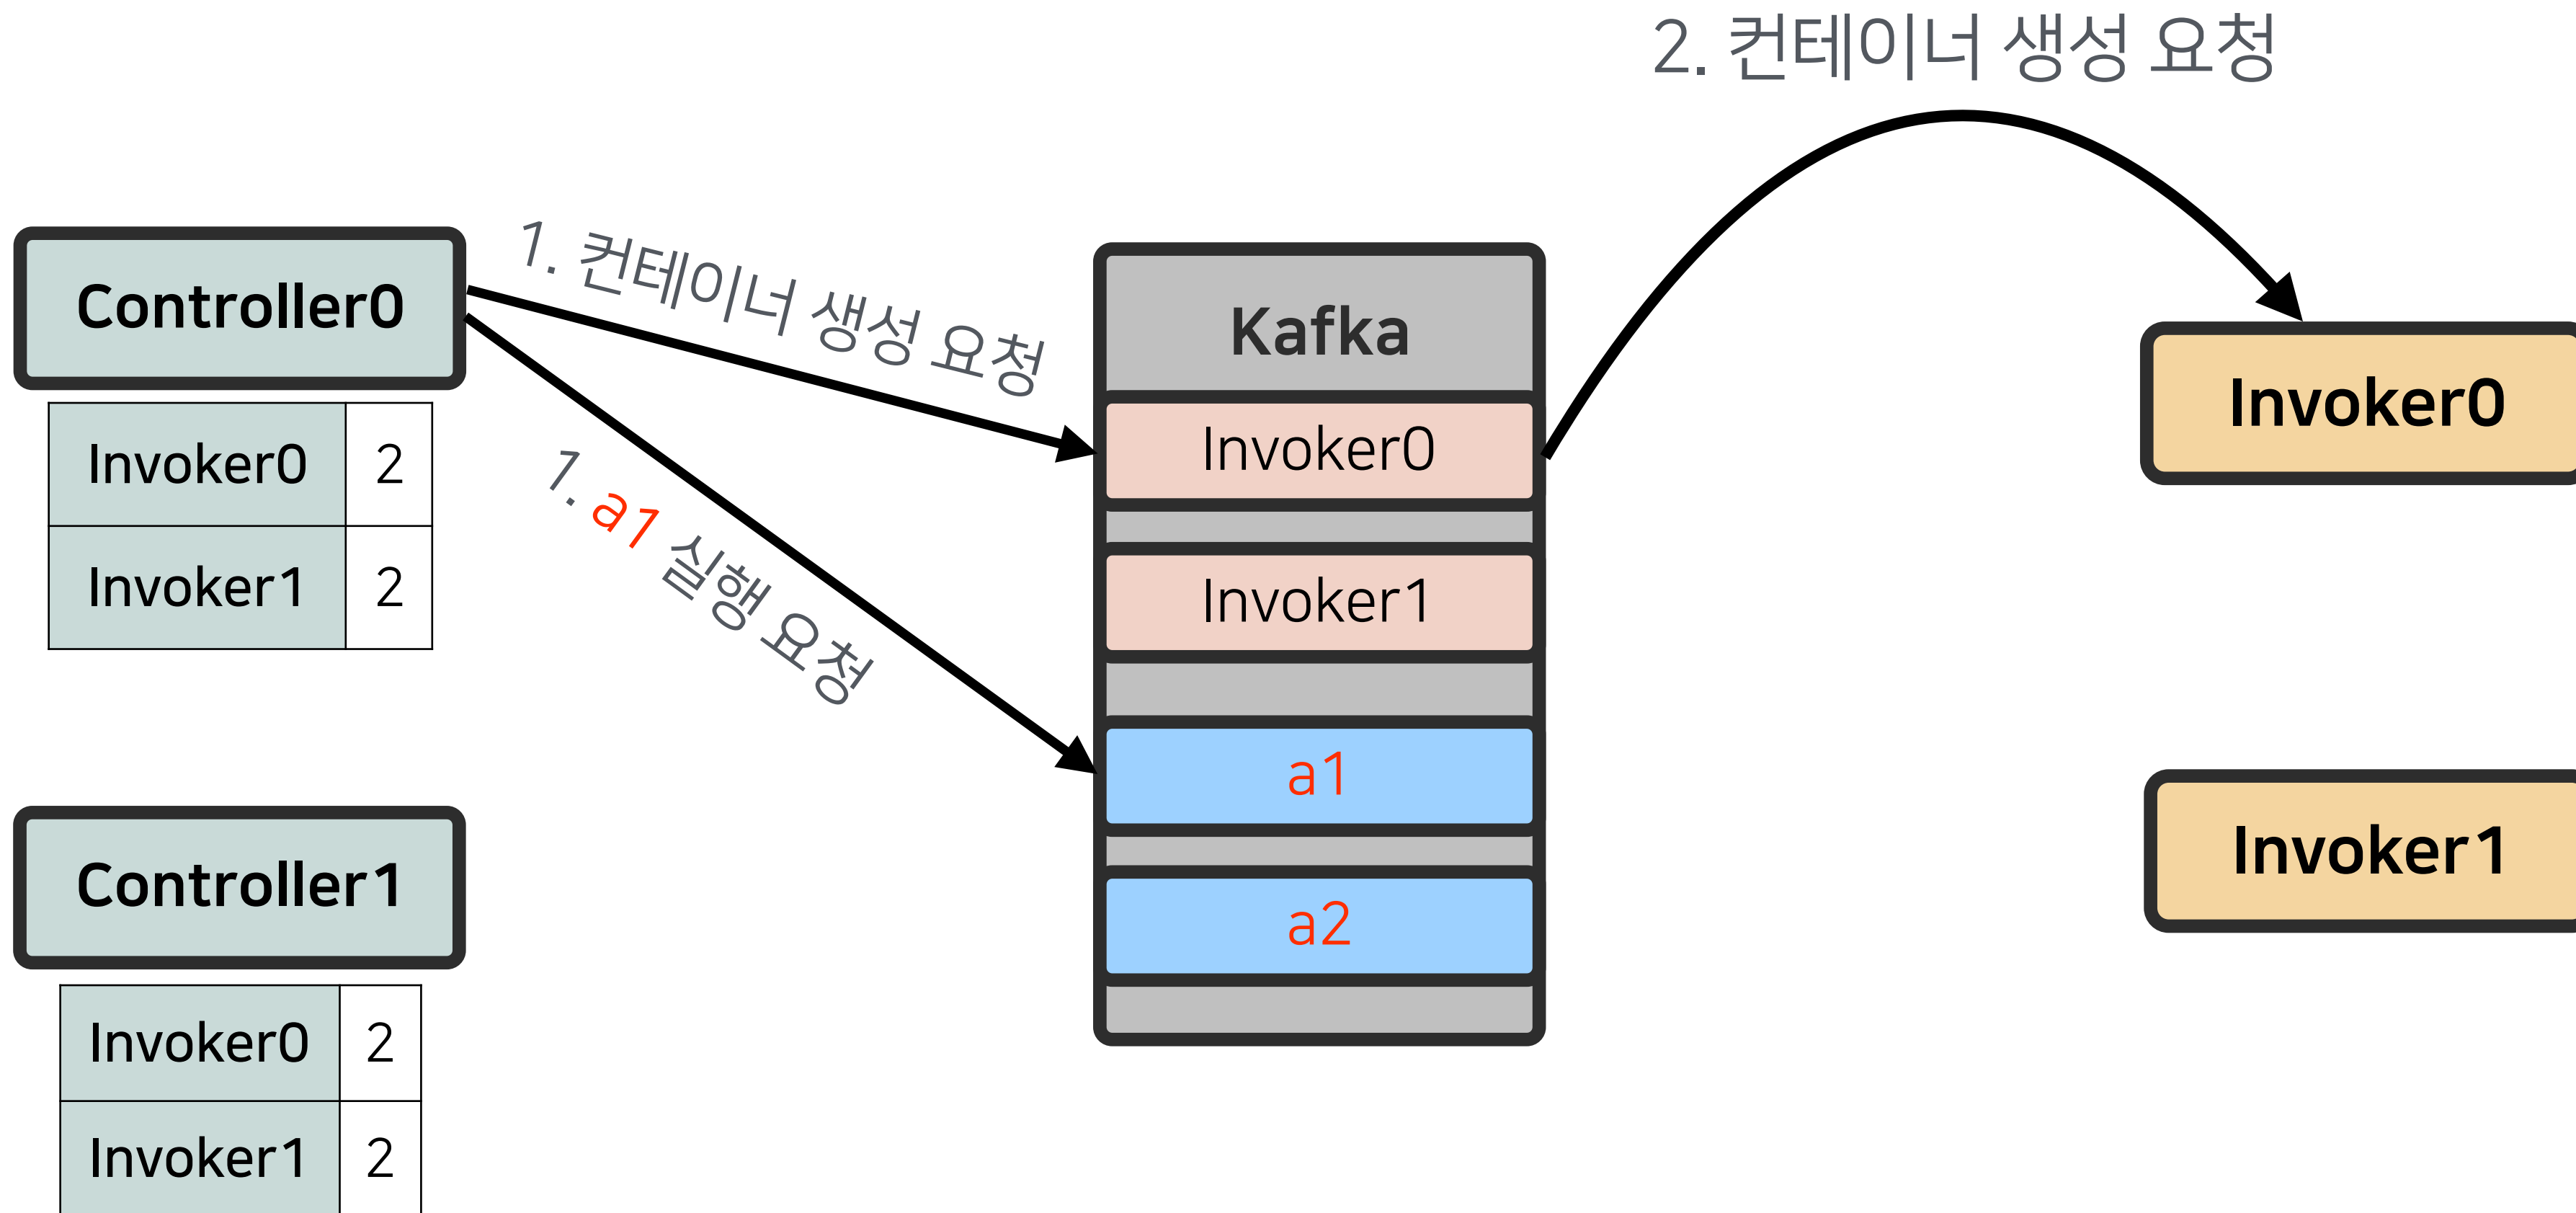 2. 컨테이너 생성 요청
1. 컨테이너 생성 요청
1. a1 실행 요청
Controller0
Invoker0 2
Invoker1 2
Controller1
Invoker0 2
Invoker1 2
Kafka
Invoker0
Invoker1
a1
a2
Invoker0
Invoker1